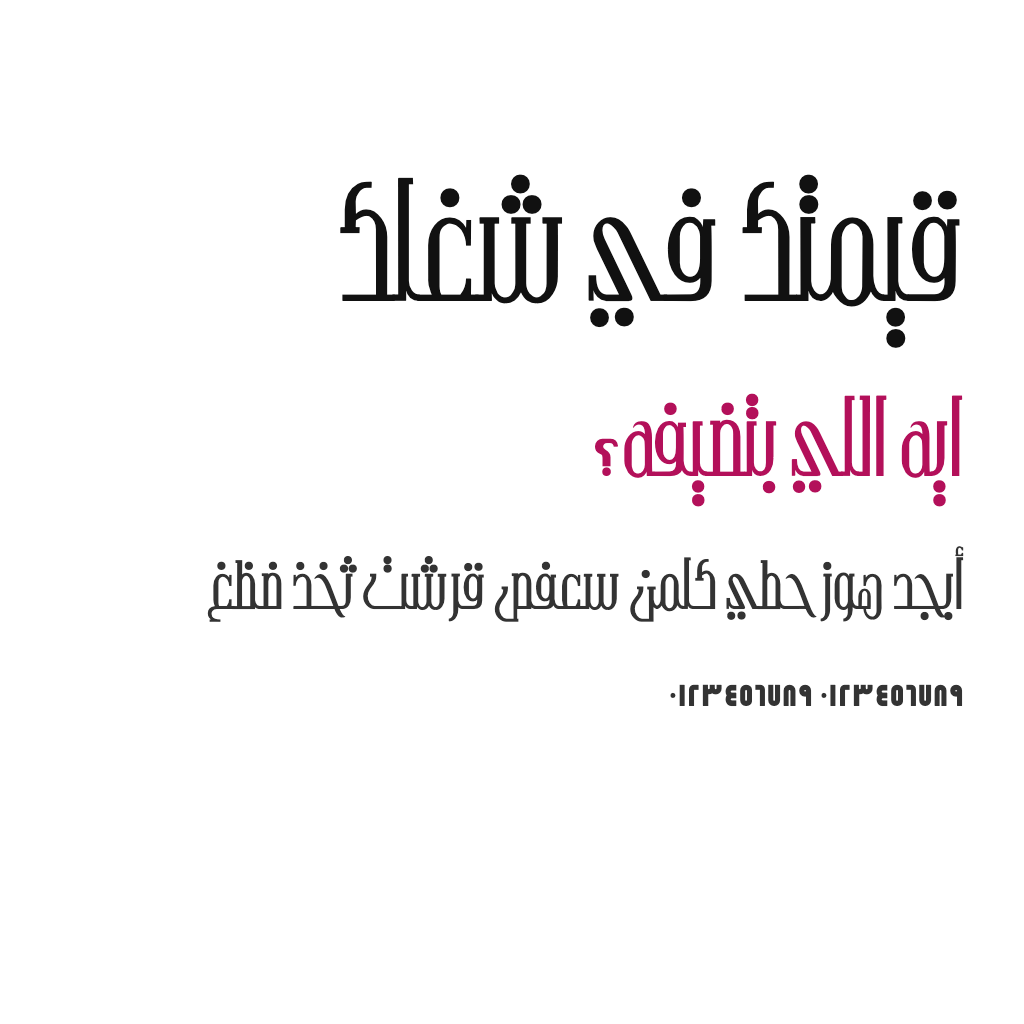 قيمتك في شغلك
ايه اللي بتضيفه؟
أبجد هوز حطي كلمن سعفص قرشت ثخذ ضظغ
٠١٢٣٤٥٦٧٨٩ ٠١٢٣٤٥٦٧٨٩